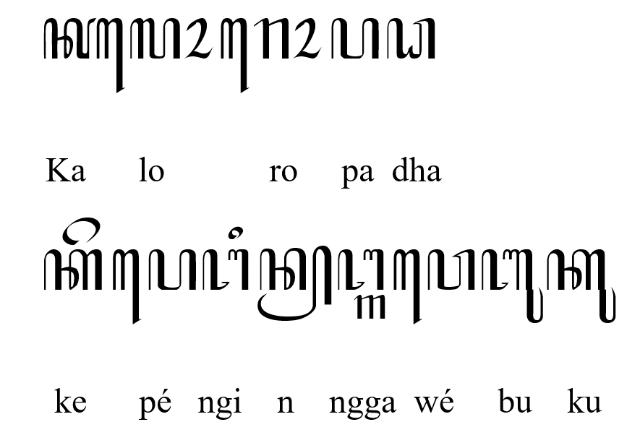 ꦏꦭꦺꦴꦫꦺꦴꦥꦝ
Ka lo ro pa dha
ꦏꦼꦥꦺꦔꦶꦤ꧀ꦔ꧀ꦒꦮꦺꦧꦸꦏꦸ
ke pé ngi n ngga wé bu ku